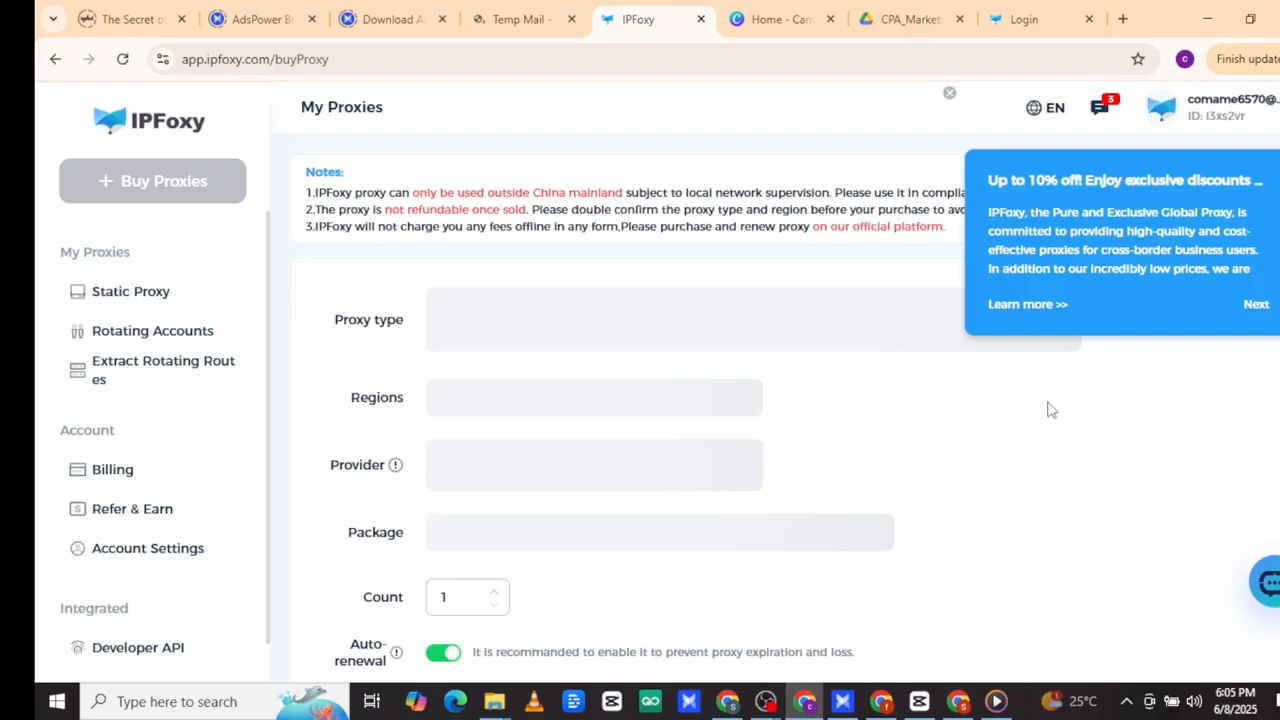 The Secret o
AdsPower Br
Download A
Temp Mail -
IPFoxy
Home - Can
CPA_Market
Login
app.ipfoxy.com/buyProxy
c
Finish update
IPFoxy
My Proxies
EN
3
comame6570@...
ID: i3xs2vr
+ Buy Proxies
My Proxies
Static Proxy
Rotating Accounts
Extract Rotating Rout
es
Account
Billing
Refer & Earn
Account Settings
Integrated
Developer API
Notes:
1.IPFoxy proxy can only be used outside China mainland subject to local network supervision. Please use it in complia
2.The proxy is not refundable once sold. Please double confirm the proxy type and region before your purchase to avo
3.IPFoxy will not charge you any fees offline in any form,Please purchase and renew proxy on our official platform.
Up to 10% off! Enjoy exclusive discounts ...
IPFoxy, the Pure and Exclusive Global Proxy, is
committed to providing high-quality and cost-
effective proxies for cross-border business users.
In addition to our incredibly low prices, we are
Learn more >>
Next
Proxy type
Regions
Provider
Package
Count
1
Auto-
renewal
It is recommanded to enable it to prevent proxy expiration and loss.
Type here to search
25°C
6:05 PM
6/8/2025